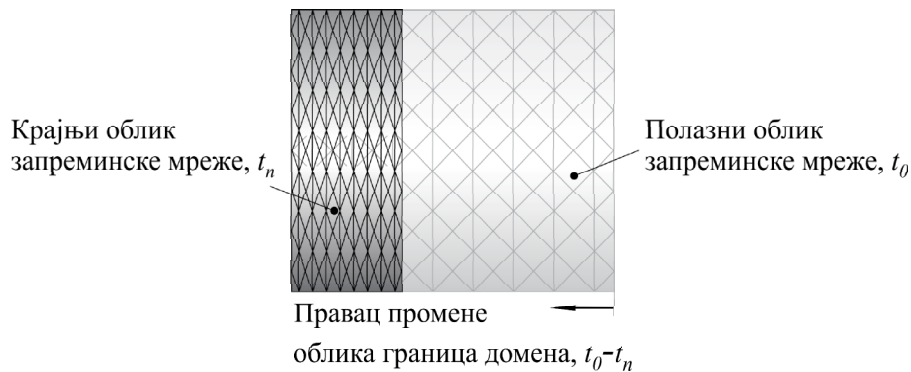 Крајњи облик
запреминске мреже, tn
Полазни облик
запреминске мреже, t0
Правац промене
облика граница домена, t0-tn